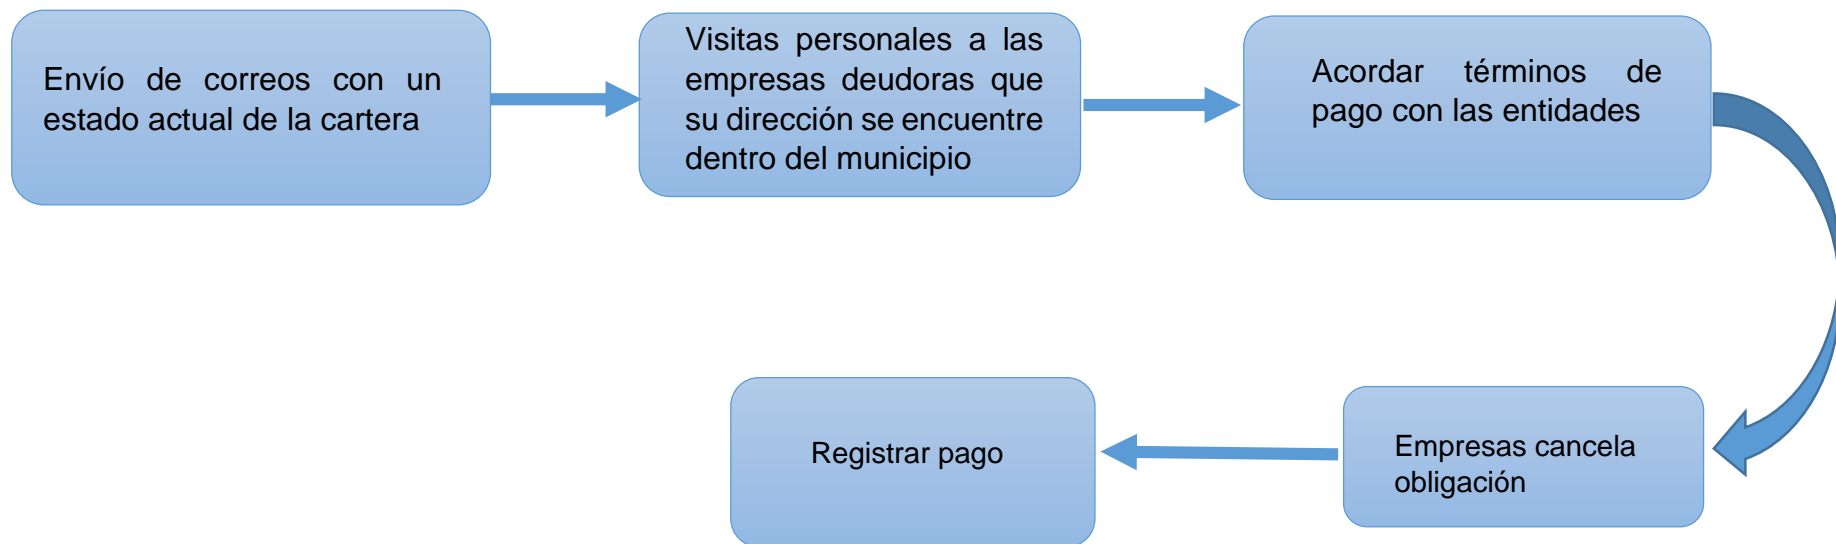 Envío de correos con un
estado actual de la cartera
Visitas personales a las
empresas deudoras que
su dirección se encuentre
dentro del municipio
Acordar términos de
pago con las entidades
Empresas cancela
obligación
Registrar pago